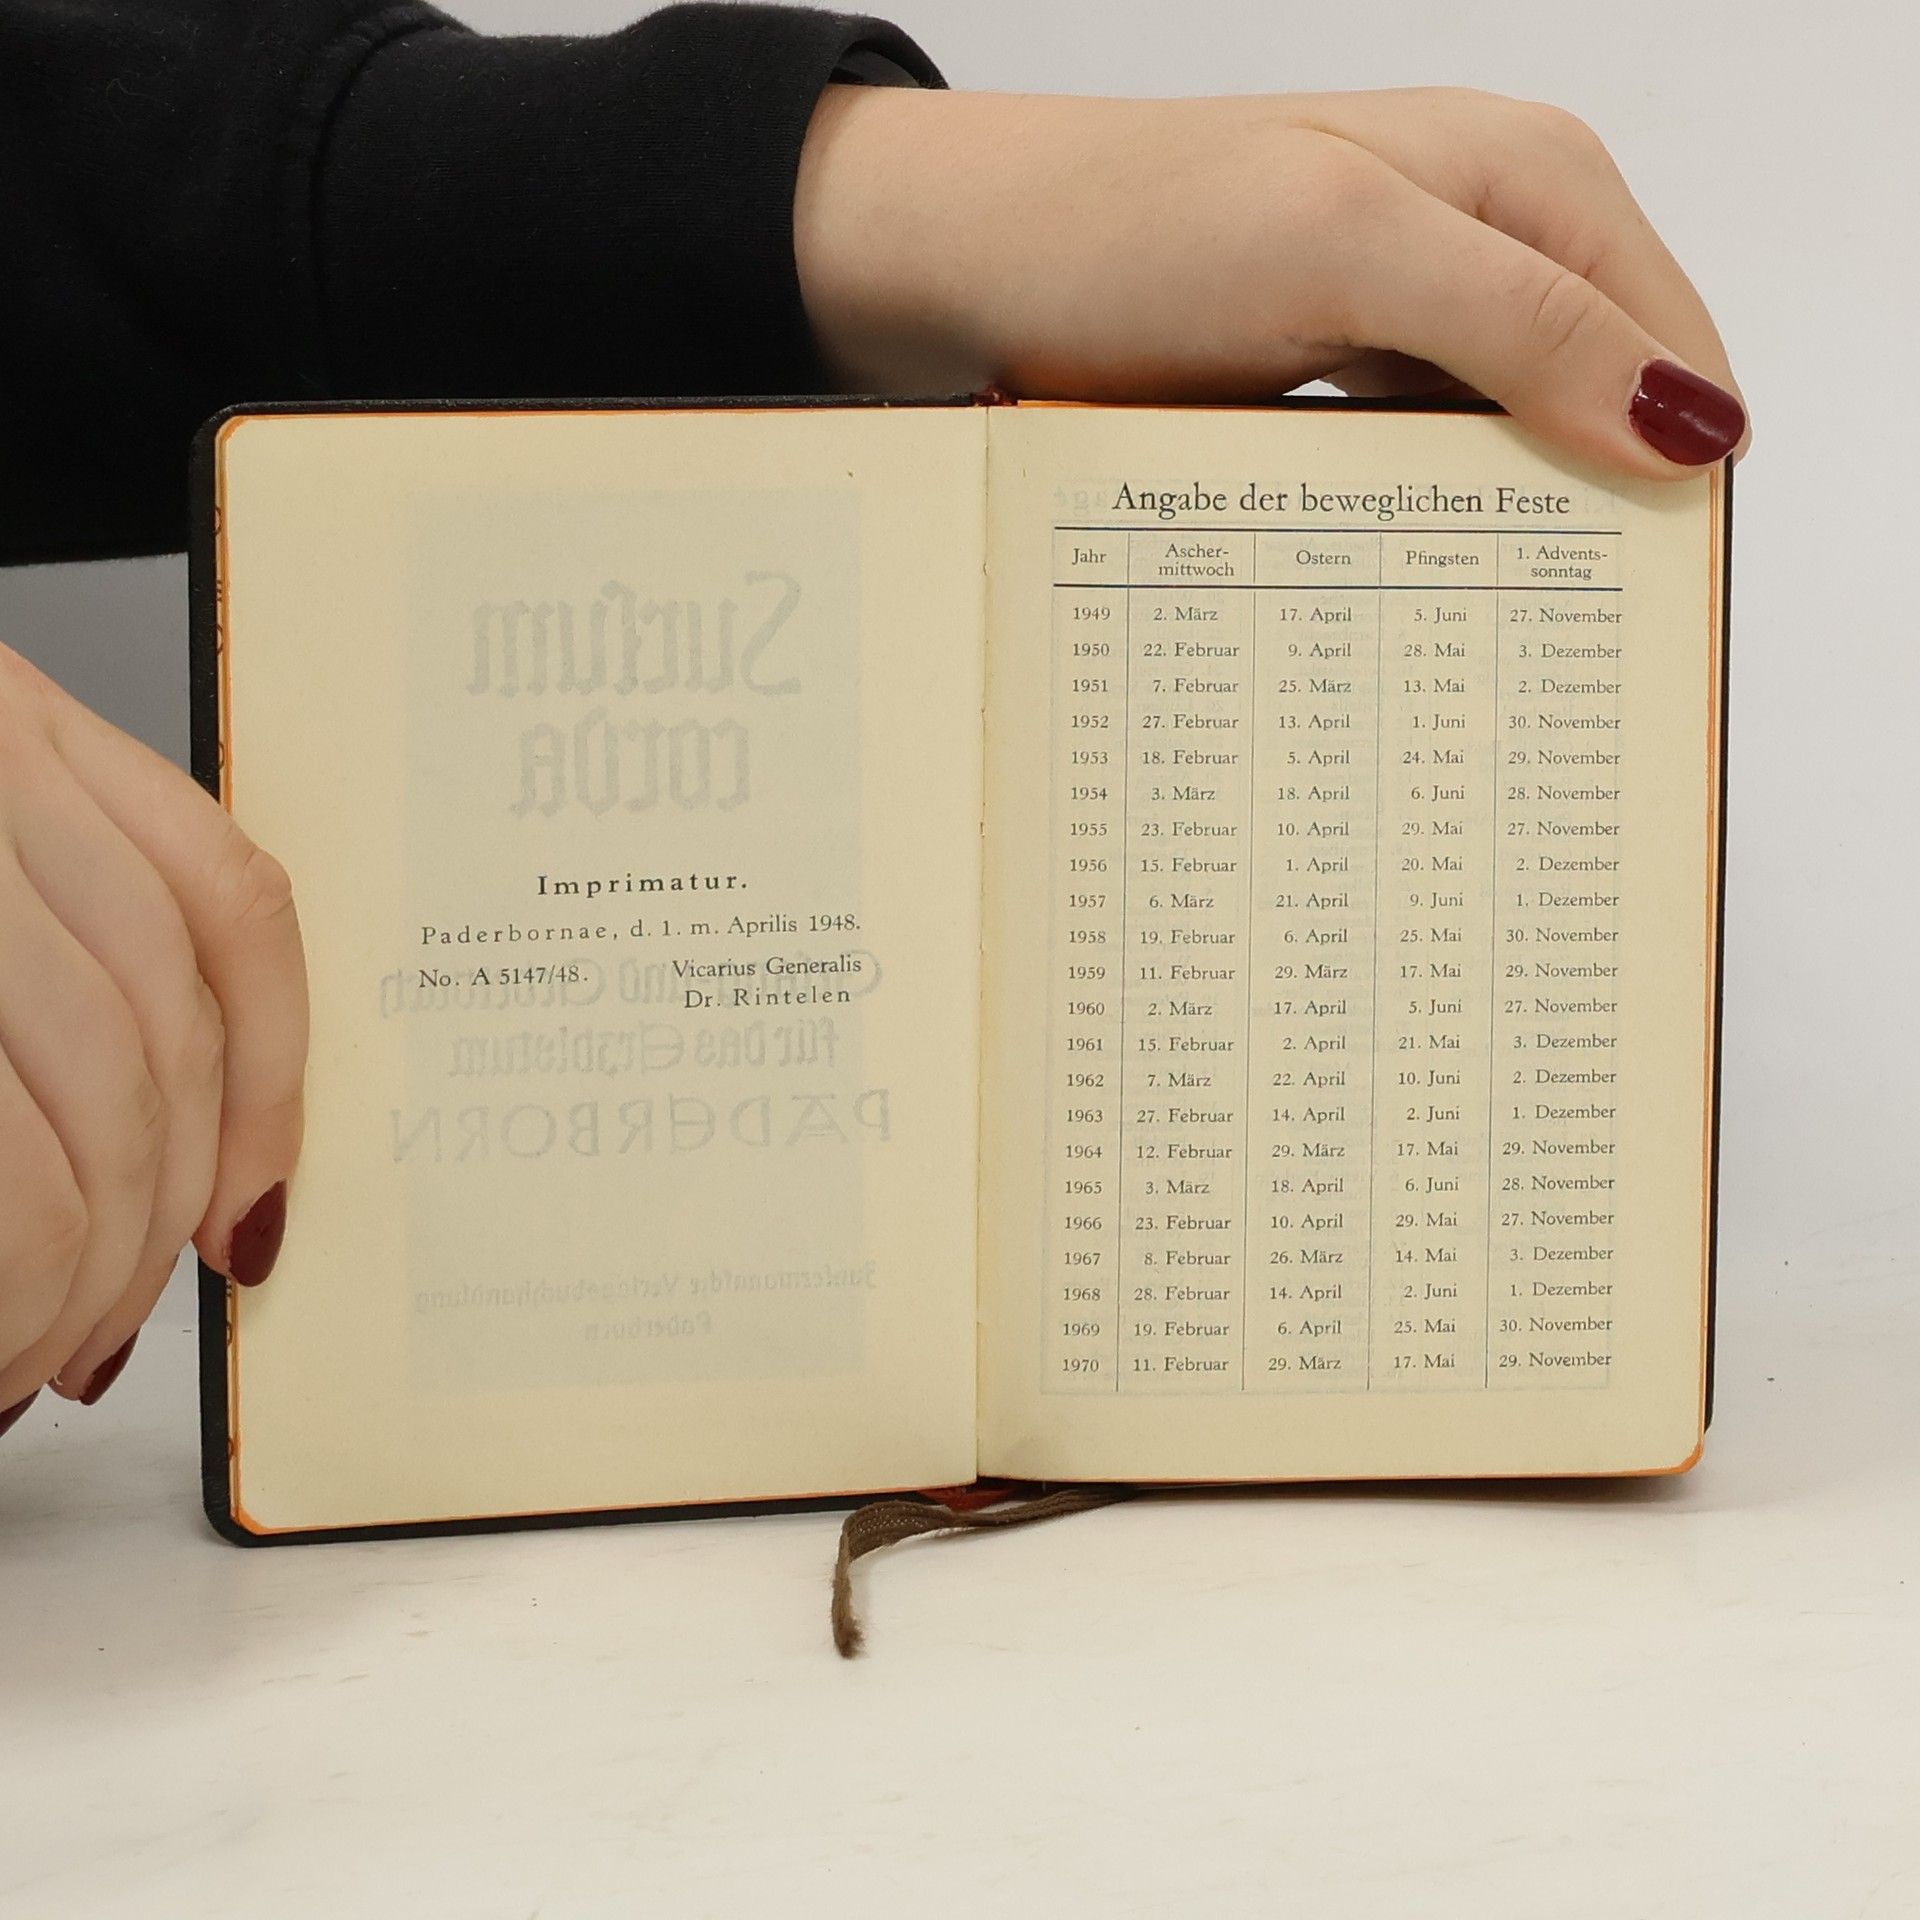 Imprimatur.
Paderbornae, d. 1. m. Aprilis 1948.
No. A 5147/48. Vicarius Generalis
Dr. Rintelen
Angabe der beweglichen Feste
Jahr Ascher- Ostern Pfingsten 1. Advents-
mittwoch sonntag
1949 2. März 17. April 5. Juni 27. November
1950 22. Februar 9. April 28. Mai 3. Dezember
1951 7. Februar 25. März 13. Mai 2. Dezember
1952 27. Februar 13. April 1. Juni 30. November
1953 18. Februar 5. April 24. Mai 29. November
1954 3. März 18. April 6. Juni 28. November
1955 23. Februar 10. April 29. Mai 27. November
1956 15. Februar 1. April 20. Mai 2. Dezember
1957 6. März 21. April 9. Juni 1. Dezember
1958 19. Februar 6. April 25. Mai 30. November
1959 11. Februar 29. März 17. Mai 29. November
1960 2. März 17. April 5. Juni 27. November
1961 15. Februar 2. April 21. Mai 3. Dezember
1962 7. März 22. April 10. Juni 2. Dezember
1963 27. Februar 14. April 2. Juni 1. Dezember
1964 12. Februar 29. März 17. Mai 29. November
1965 3. März 18. April 6. Juni 28. November
1966 23. Februar 10. April 29. Mai 27. November
1967 8. Februar 26. März 14. Mai 3. Dezember
1968 28. Februar 14. April 2. Juni 1. Dezember
1969 19. Februar 6. April 25. Mai 30. November
1970 11. Februar 29. März 17. Mai 29. November
Sursum
corda
für das Erzbistum
PADERBORN
Paderborn